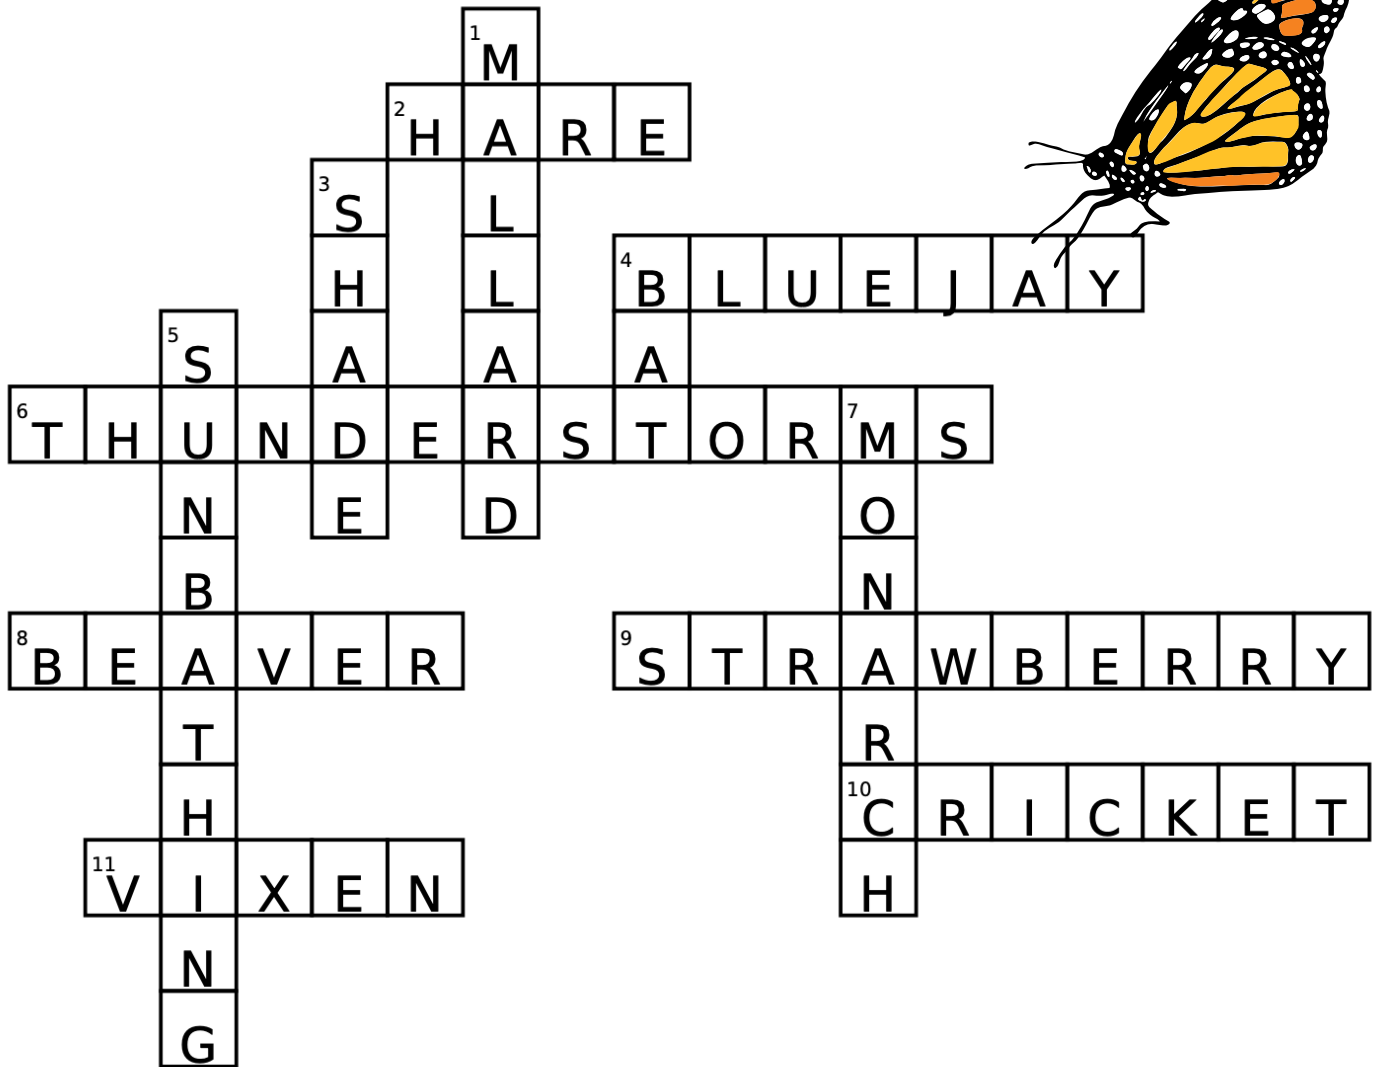 1 M
2 H A R E
3 S L
H L 4 B L U E J A Y
5 S A A A
6 T H U N D E R S T O R 7 M S
N E D O
B N
8 B E A V E R 9 S T R A W B E R R Y
T R
H 10 C R I C K E T
11 V I X E N H
N
G